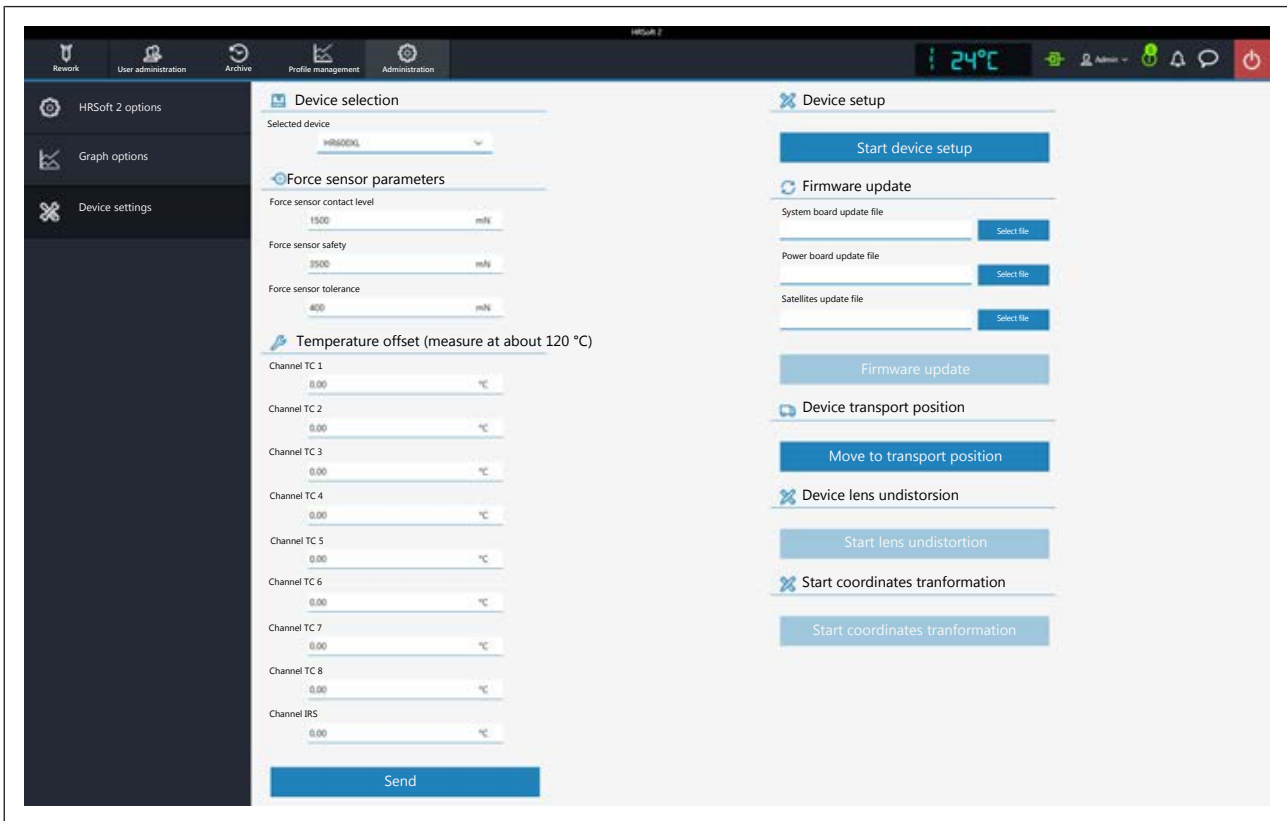 HRSoft 2
Rework
User administration
Archive
Profile management
Administration
24°C
Admin
HRSoft 2 options
Graph options
Device settings
Device selection
Selected device
HR600XL
Force sensor parameters
Force sensor contact level
1500 mN
Force sensor safety
3500 mN
Force sensor tolerance
400 mN
Temperature offset (measure at about 120 °C)
Channel TC 1
0.00 °C
Channel TC 2
0.00 °C
Channel TC 3
0.00 °C
Channel TC 4
0.00 °C
Channel TC 5
0.00 °C
Channel TC 6
0.00 °C
Channel TC 7
0.00 °C
Channel TC 8
0.00 °C
Channel IRS
0.00 °C
Send
Device setup
Start device setup
Firmware update
System board update file
Select file
Power board update file
Select file
Satellites update file
Select file
Firmware update
Device transport position
Move to transport position
Device lens undistorsion
Start lens undistortion
Start coordinates tranformation
Start coordinates tranformation